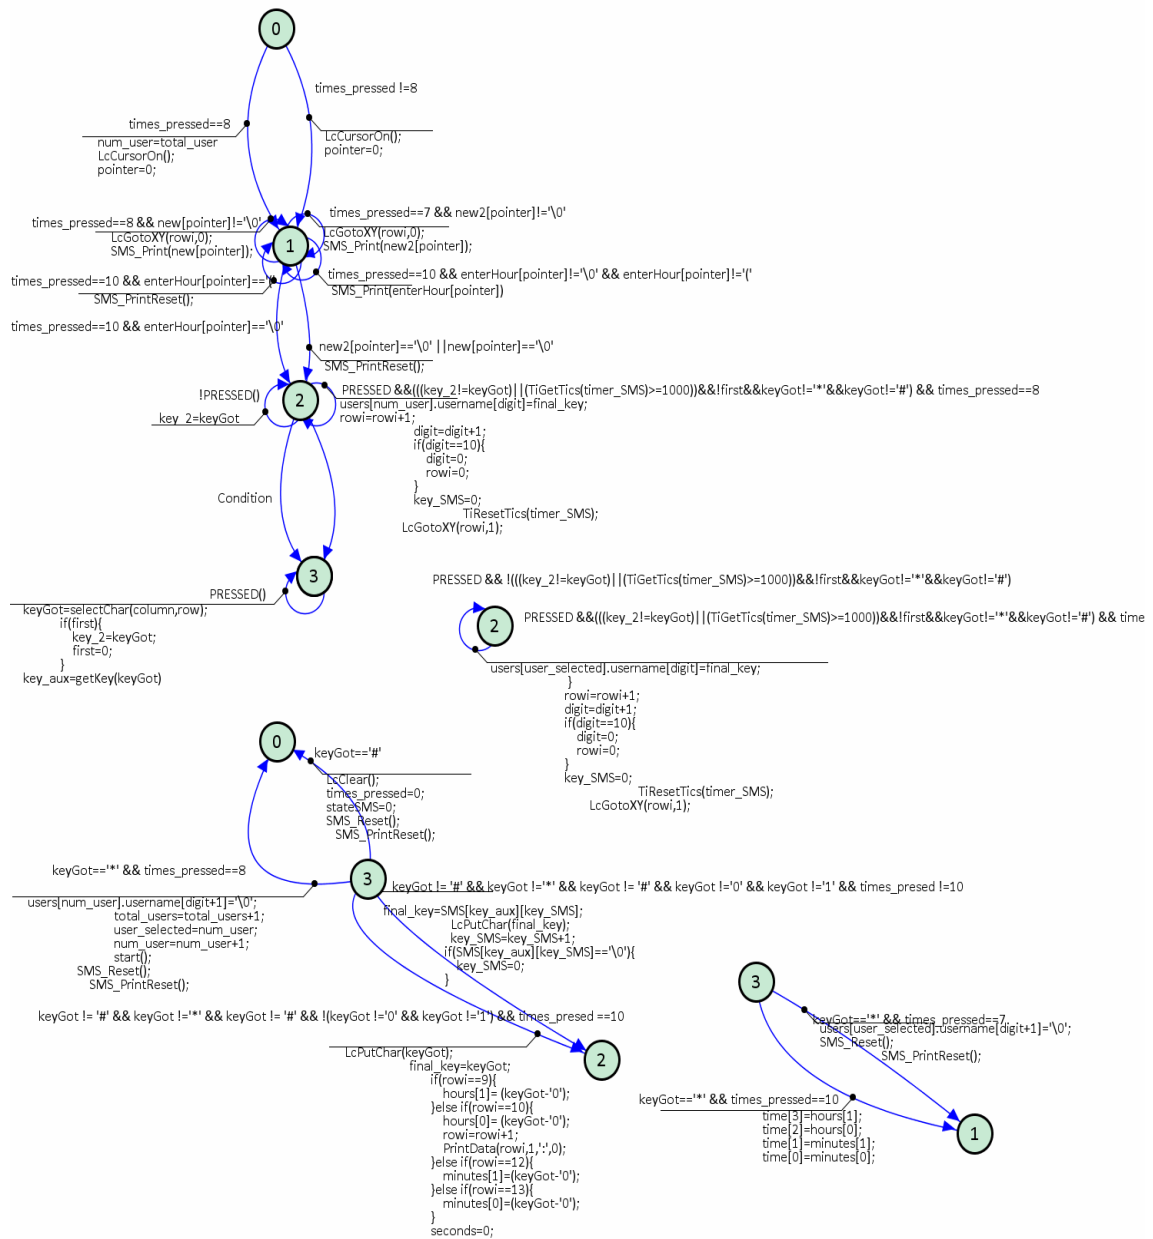 0
times_pressed !=8
times_pressed==8
LcCursorOn();
pointer=0;
num_user=total_user
LcCursorOn();
pointer=0;
times_pressed==8 && new[pointer]!='\0'
LcGotoXY(rowi,0);
SMS_Print(new[pointer]);
times_pressed==7 && new2[pointer]!='\0'
LcGotoXY(rowi,0);
SMS_Print(new2[pointer]);
1
times_pressed==10 && enterHour[pointer]=='('
SMS_PrintReset();
times_pressed==10 && enterHour[pointer]!='\0' && enterHour[pointer]!='('
SMS_Print(enterHour[pointer])
times_pressed==10 && enterHour[pointer]=='\0'
new2[pointer]=='\0' ||new[pointer]=='\0'
SMS_PrintReset();
!PRESSED()
key_2=keyGot
2
PRESSED &&(((key_2!=keyGot)||(TiGetTics(timer_SMS)>=1000))&&!first&&keyGot!='*'&&keyGot!='#') && times_pressed==8
users[num_user].username[digit]=final_key;
rowi=rowi+1;
digit=digit+1;
if(digit==10){
digit=0;
rowi=0;
}
key_SMS=0;
TiResetTics(timer_SMS);
LcGotoXY(rowi,1);
Condition
3
PRESSED()
keyGot=selectChar(column,row);
if(first){
key_2=keyGot;
first=0;
}
key_aux=getKey(keyGot)
PRESSED && !(((key_2!=keyGot)||(TiGetTics(timer_SMS)>=1000))&&!first&&keyGot!='*'&&keyGot!='#')
2
PRESSED &&(((key_2!=keyGot)||(TiGetTics(timer_SMS)>=1000))&&!first&&keyGot!='*'&&keyGot!='#') && time
users[user_selected].username[digit]=final_key;
}
rowi=rowi+1;
digit=digit+1;
if(digit==10){
digit=0;
rowi=0;
}
key_SMS=0;
TiResetTics(timer_SMS);
LcGotoXY(rowi,1);
0
keyGot=='#'
LcClear();
times_pressed=0;
stateSMS=0;
SMS_Reset();
SMS_PrintReset();
keyGot=='*' && times_pressed==8
users[num_user].username[digit+1]='\0';
total_users=total_users+1;
user_selected=num_user;
num_user=num_user+1;
start();
SMS_Reset();
SMS_PrintReset();
3
keyGot != '#' && keyGot !='*' && keyGot != '#' && keyGot !='0' && keyGot !='1' && times_presed !=10
final_key=SMS[key_aux][key_SMS];
LcPutChar(final_key);
key_SMS=key_SMS+1;
if(SMS[key_aux][key_SMS]=='\0'){
key_SMS=0;
}
keyGot != '#' && keyGot !='*' && keyGot != '#' && !(keyGot !='0' && keyGot !='1') && times_presed ==10
LcPutChar(keyGot);
final_key=keyGot;
if(rowi==9){
hours[1]= (keyGot-'0');
}else if(rowi==10){
hours[0]= (keyGot-'0');
rowi=rowi+1;
PrintData(rowi,1,':',0);
}else if(rowi==12){
minutes[1]=(keyGot-'0');
}else if(rowi==13){
minutes[0]=(keyGot-'0');
}
seconds=0;
2
3
keyGot=='*' && times_pressed==7
users[user_selected].username[digit+1]='\0';
SMS_Reset();
SMS_PrintReset();
keyGot=='*' && times_pressed==10
time[3]=hours[1];
time[2]=hours[0];
time[1]=minutes[1];
time[0]=minutes[0];
1